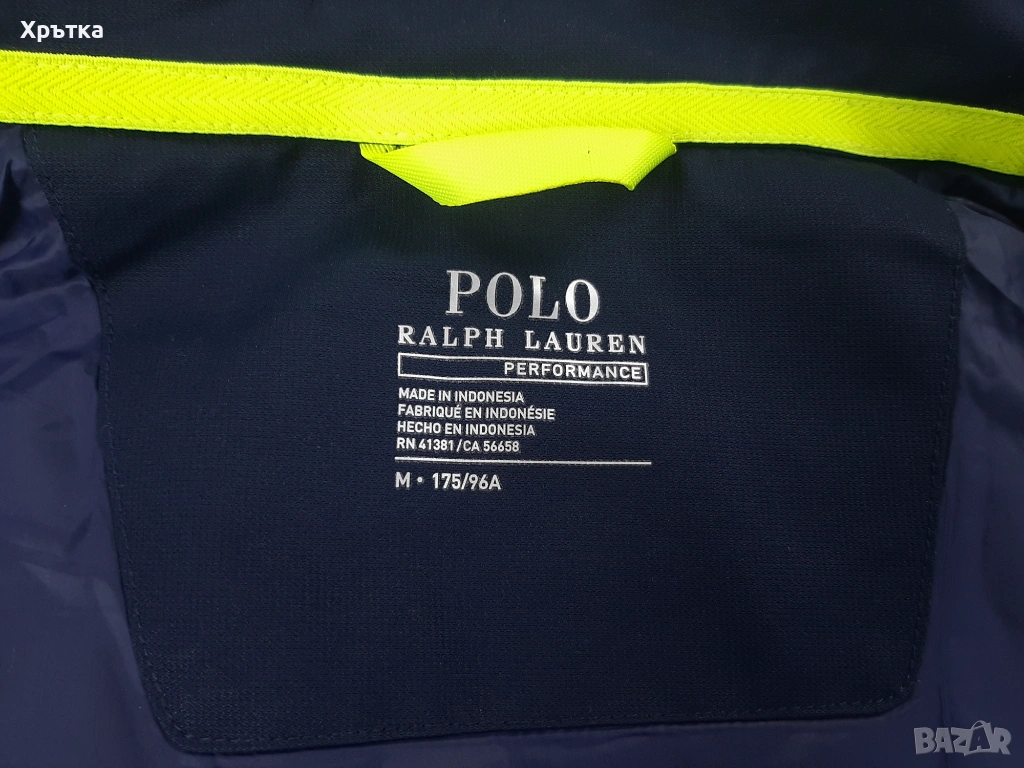 Хрътка
POLO
RALPH LAUREN
PERFORMANCE
MADE IN INDONESIA
FABRIQUÉ EN INDONÉSIE
HECHO EN INDONESIA
RN 41381/CA 56658
M • 175/96A
BAZAR